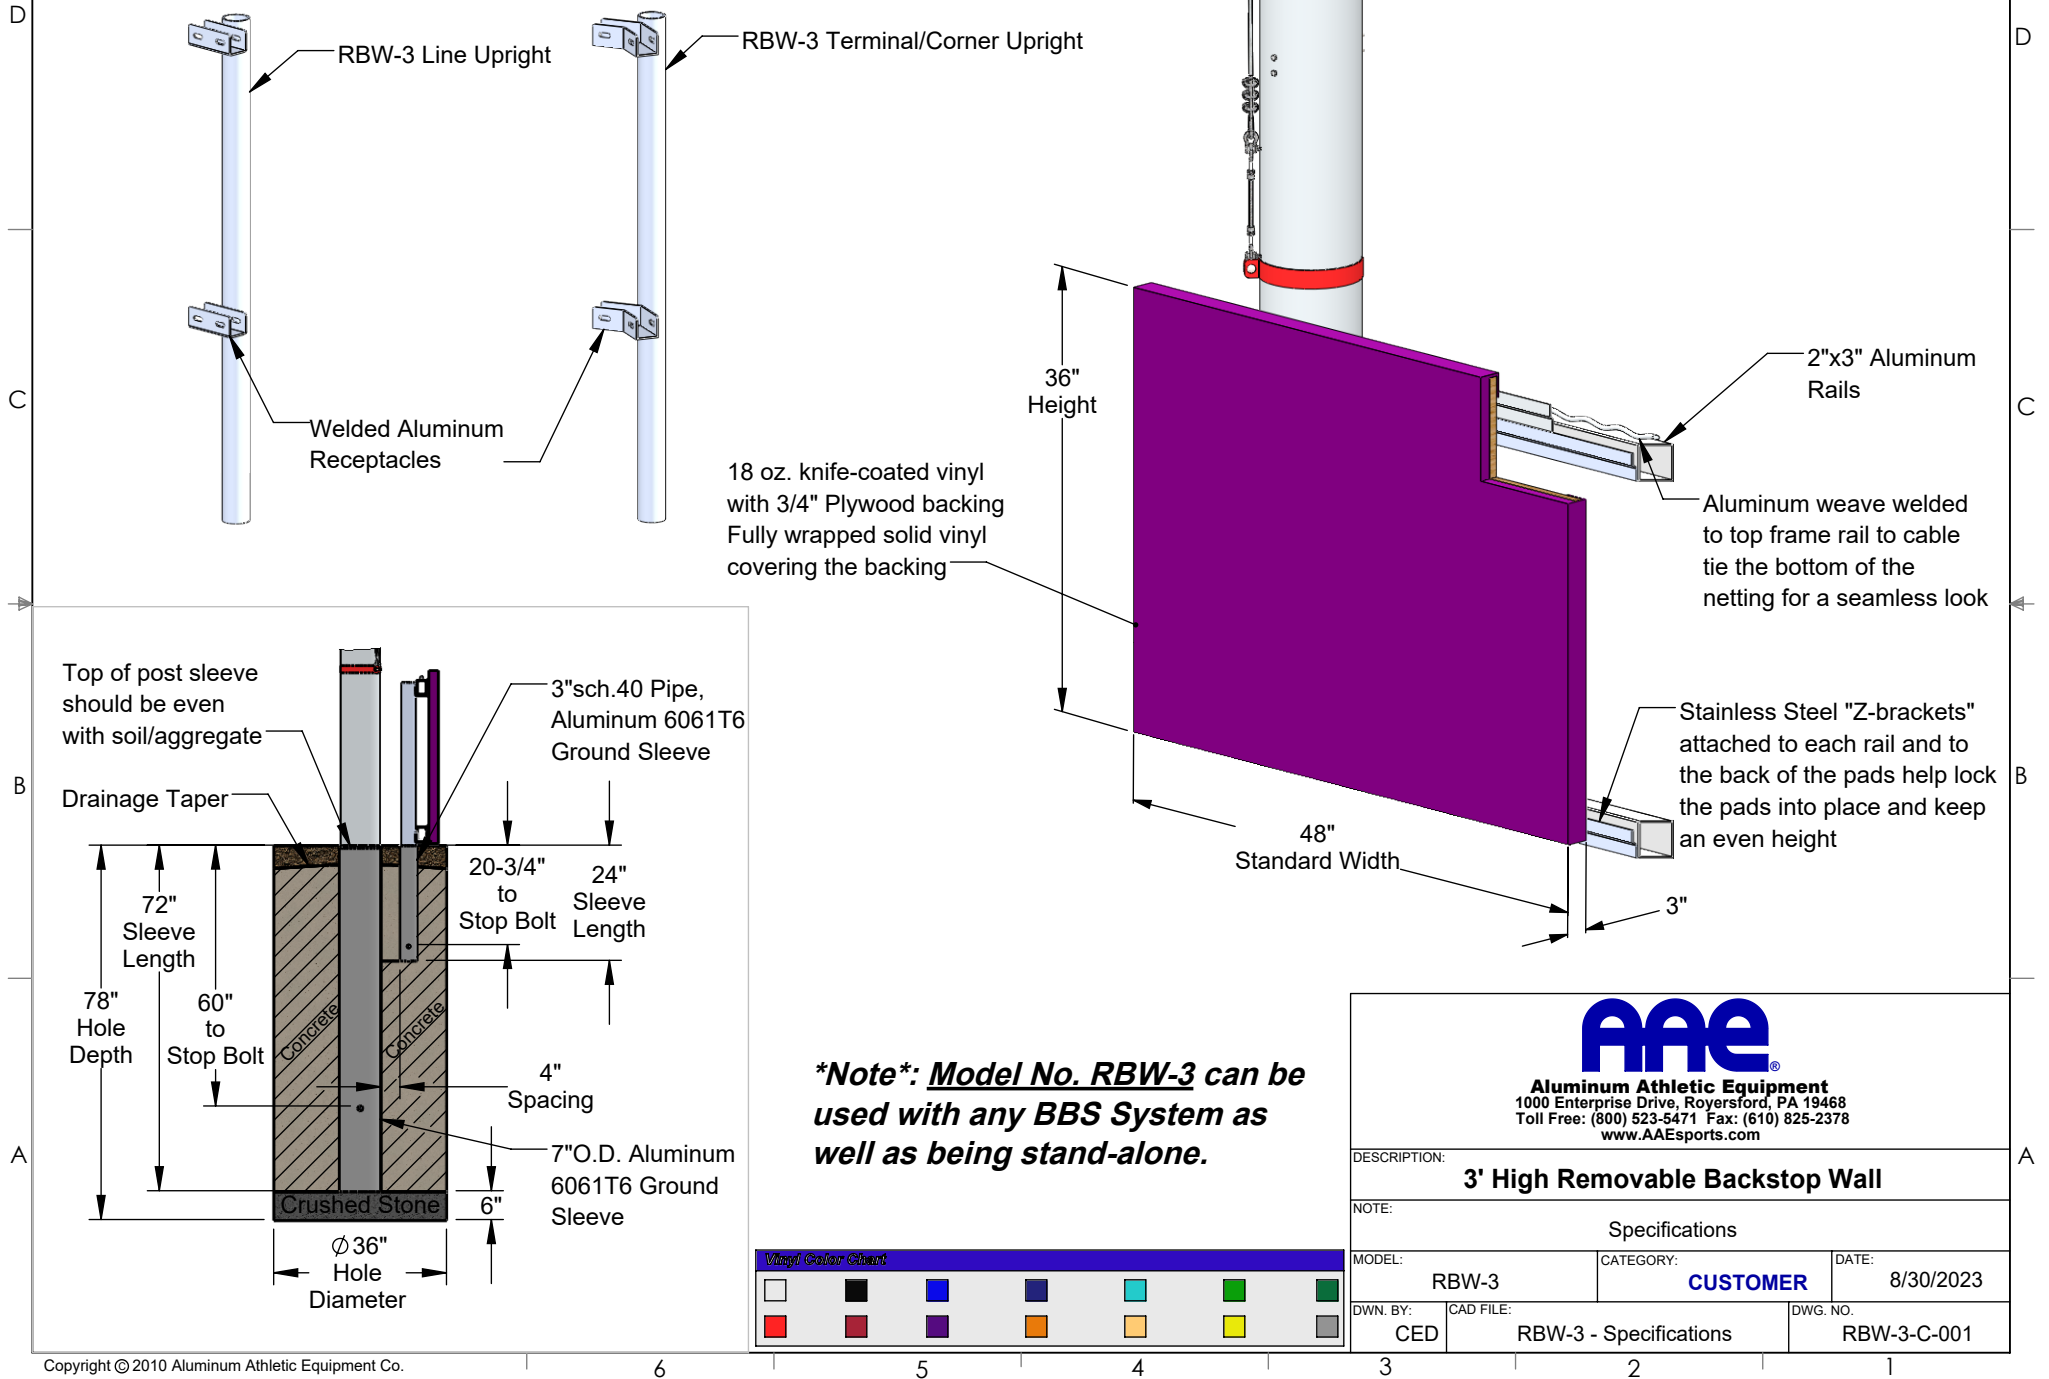 D
D
RBW-3 Line Upright
RBW-3 Terminal/Corner Upright
C
C
Welded Aluminum
Receptacles
36"
Height
2"x3" Aluminum
Rails
18 oz. knife-coated vinyl
with 3/4" Plywood backing
Fully wrapped solid vinyl
covering the backing
Aluminum weave welded
to top frame rail to cable
tie the bottom of the
netting for a seamless look
Top of post sleeve
should be even
with soil/aggregate
Drainage Taper
3"sch.40 Pipe,
Aluminum 6061T6
Ground Sleeve
Stainless Steel "Z-brackets"
attached to each rail and to
the back of the pads help lock
the pads into place and keep
an even height
B
B
48"
Standard Width
3"
20-3/4"
to
Stop Bolt
24"
Sleeve
Length
72"
Sleeve
Length
78"
Hole
Depth
60"
to
Stop Bolt
Concrete
Concrete
4"
Spacing
7"O.D. Aluminum
6061T6 Ground
Sleeve
Crushed Stone
6"
Ø36"
Hole
Diameter
A
A
*Note*: Model No. RBW-3 can be
used with any BBS System as
well as being stand-alone.
Vinyl Color Chart
AAE®
Aluminum Athletic Equipment
1000 Enterprise Drive, Royersford, PA 19468
Toll Free: (800) 523-5471 Fax: (610) 825-2378
www.AAEsports.com
DESCRIPTION:
3' High Removable Backstop Wall
NOTE:
Specifications
MODEL:
RBW-3
CATEGORY:
CUSTOMER
DATE:
8/30/2023
DWN. BY:
CED
CAD FILE:
RBW-3 - Specifications
DWG. NO.
RBW-3-C-001
Copyright © 2010 Aluminum Athletic Equipment Co.
6
5
4
3
2
1